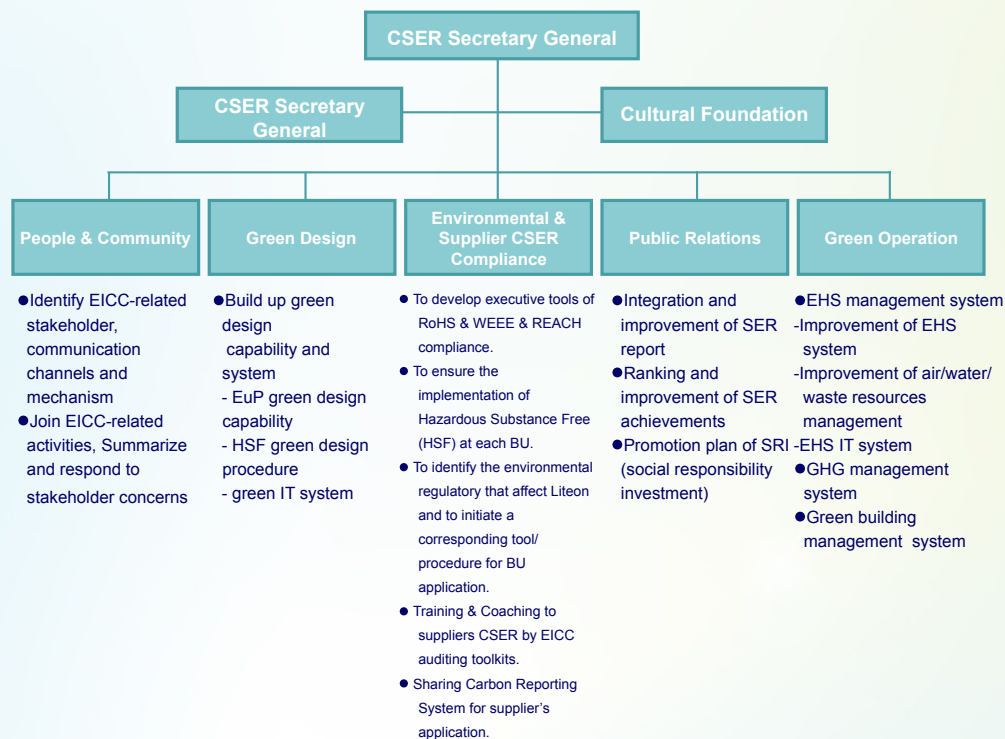 CSER Secretary General
CSER Secretary
General
Cultural Foundation
People & Community
Green Design
Environmental &
Supplier CSER
Compliance
Public Relations
Green Operation
●Identify EICC-related
stakeholder,
communication
channels and
mechanism
●Join EICC-related
activities, Summarize
and respond to
stakeholder concerns
●Build up green
design
capability and
system
- EuP green design
capability
- HSF green design
procedure
- green IT system
● To develop executive tools of
RoHS & WEEE & REACH
compliance.
● To ensure the
implementation of
Hazardous Substance Free
(HSF) at each BU.
● To identify the environmental
regulatory that affect Liteon
and to initiate a
corresponding tool/
procedure for BU
application.
● Training & Coaching to
suppliers CSER by EICC
auditing toolkits.
● Sharing Carbon Reporting
System for supplier's
application.
●Integration and
improvement of SER
report
●Ranking and
improvement of SER
achievements
●Promotion plan of SRI
(social responsibility
investment)
●EHS management system
-Improvement of EHS
system
-Improvement of air/water/
waste resources
management
-EHS IT system
●GHG management
system
●Green building
management system